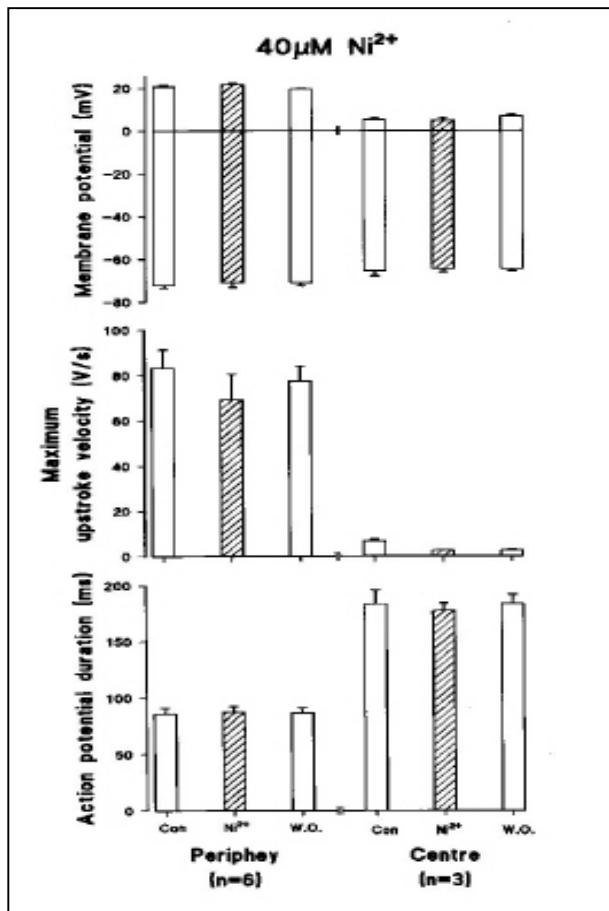 40µM Ni²⁺
Membrane potential (mV)
20
0
-20
-40
-60
-80
Maximum
upstroke velocity (V/s)
100
80
60
40
20
0
Action potential duration (ms)
200
150
100
50
0
Con Ni²⁺ W.O. Con Ni²⁺ W.O.
Periphey Centre
(n=6) (n=3)